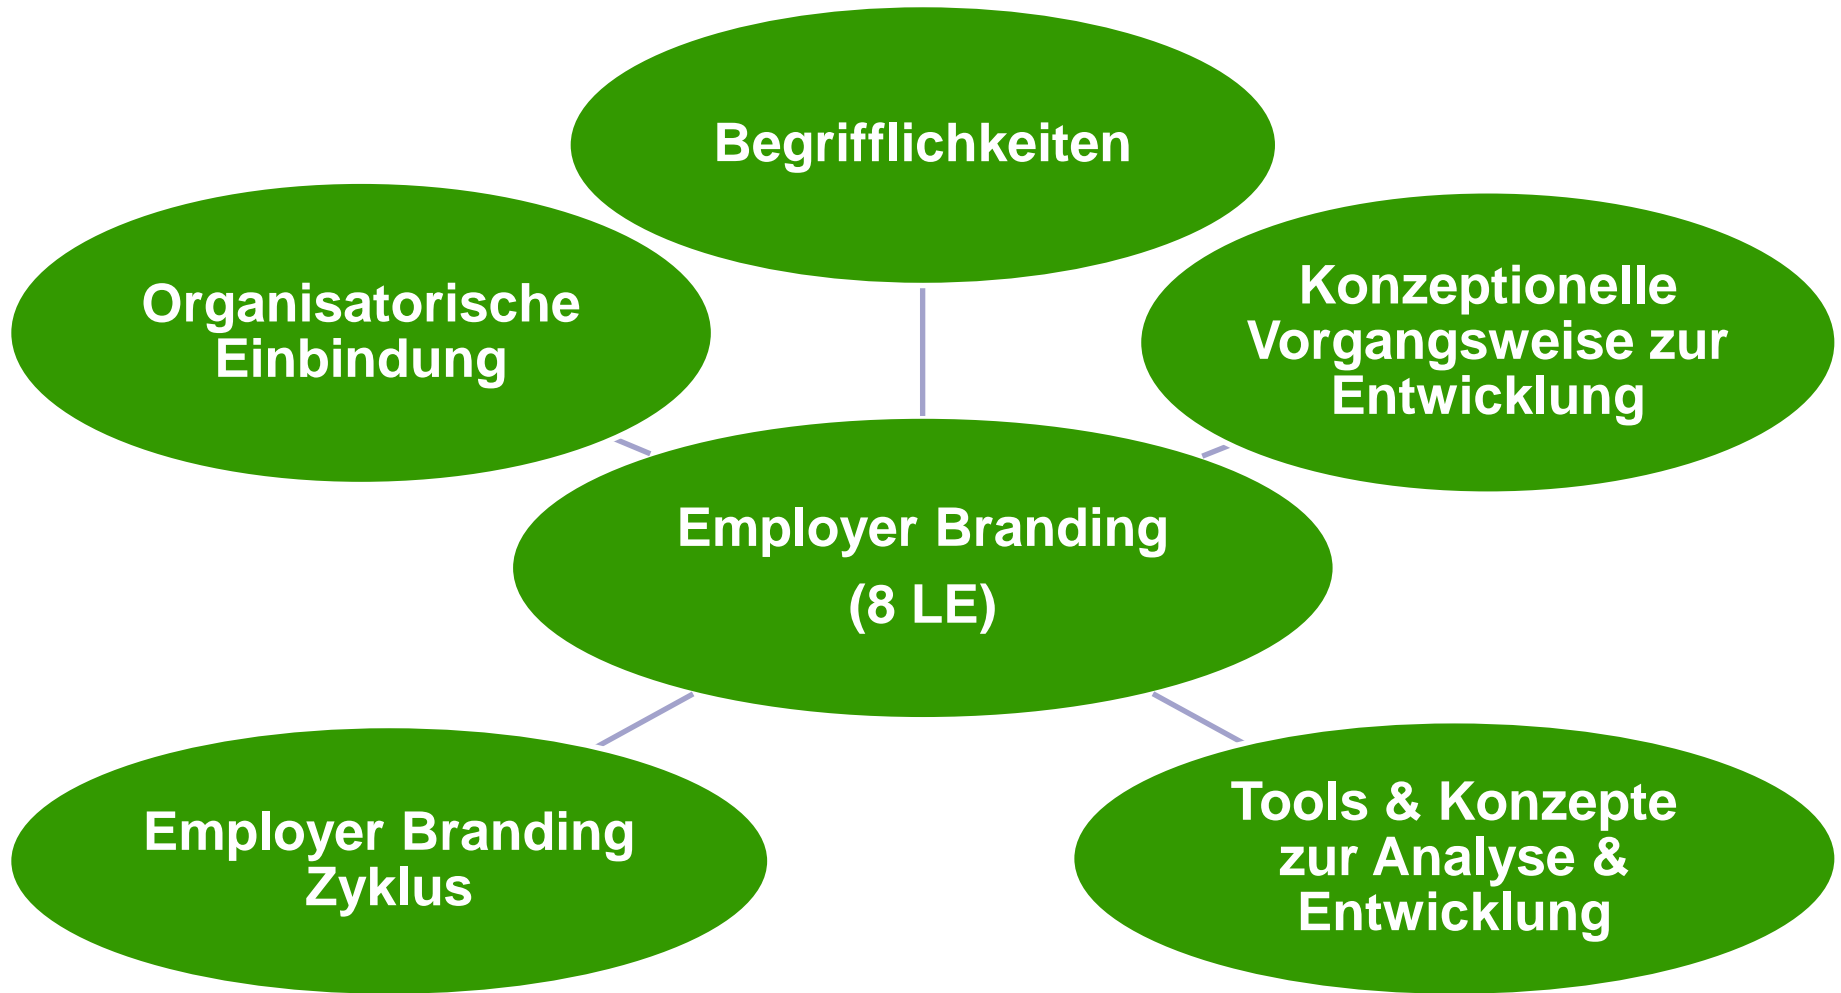 Begrifflichkeiten
Organisatorische
Einbindung
Konzeptionelle
Vorgangsweise zur
Entwicklung
Employer Branding
(8 LE)
Employer Branding
Zyklus
Tools & Konzepte
zur Analyse &
Entwicklung